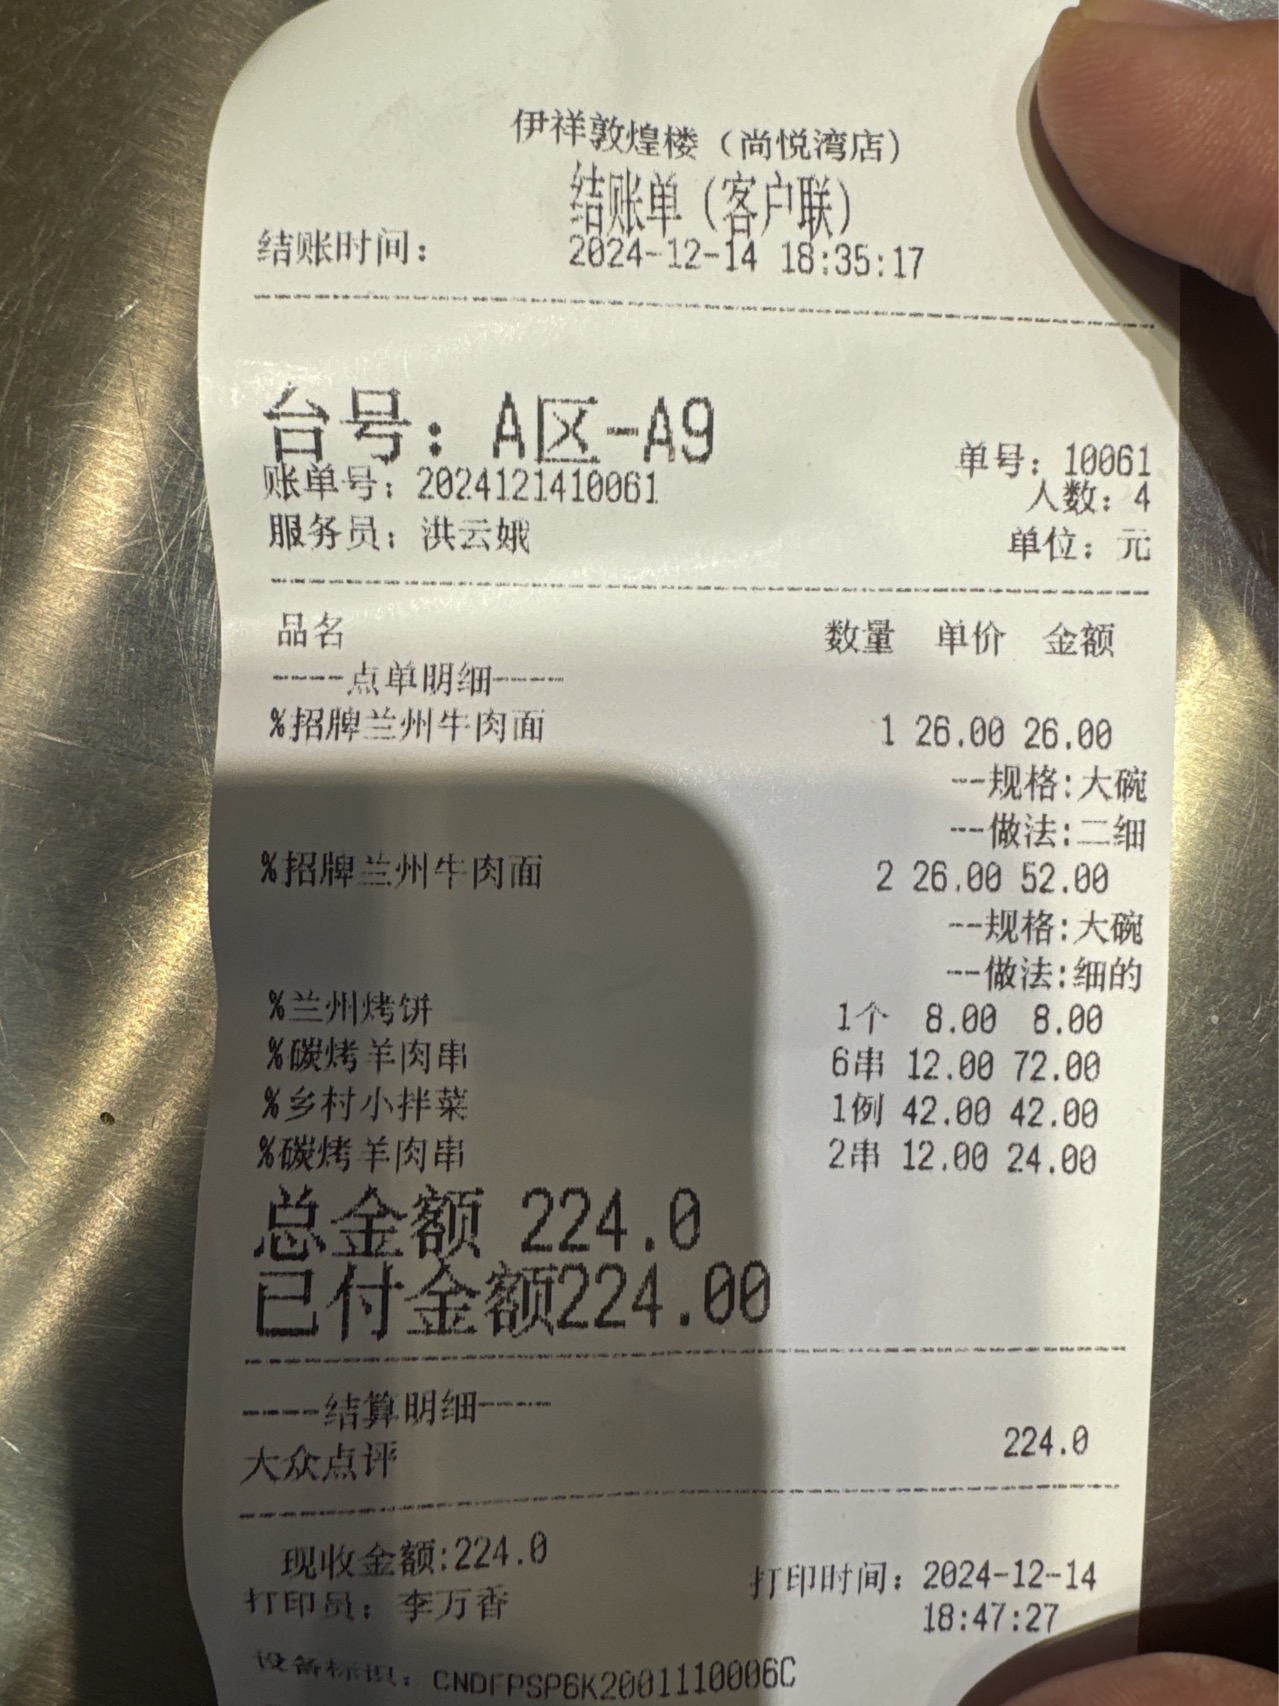 伊祥敦煌楼（尚悦湾店）
结账单（客户联）
结账时间： 2024-12-14 18:35:17
台号：A区-A9
单号：10061
账单号：2024121410061
人数：4
服务员：洪云娥 单位：元
品名 数量 单价 金额
----点单明细----
%招牌兰州牛肉面 1 26.00 26.00
--规格:大碗
--做法:二细
%招牌兰州牛肉面 2 26.00 52.00
--规格:大碗
--做法:细的
%兰州烤饼 1个 8.00 8.00
%碳烤羊肉串 6串 12.00 72.00
%乡村小拌菜 1例 42.00 42.00
%碳烤羊肉串 2串 12.00 24.00
总金额 224.0
已付金额224.00
----结算明细----
大众点评 224.0
现收金额:224.0
打印员：李万香 打印时间：2024-12-14
18:47:27
设备标识：CNDFPSP6K2001110006C